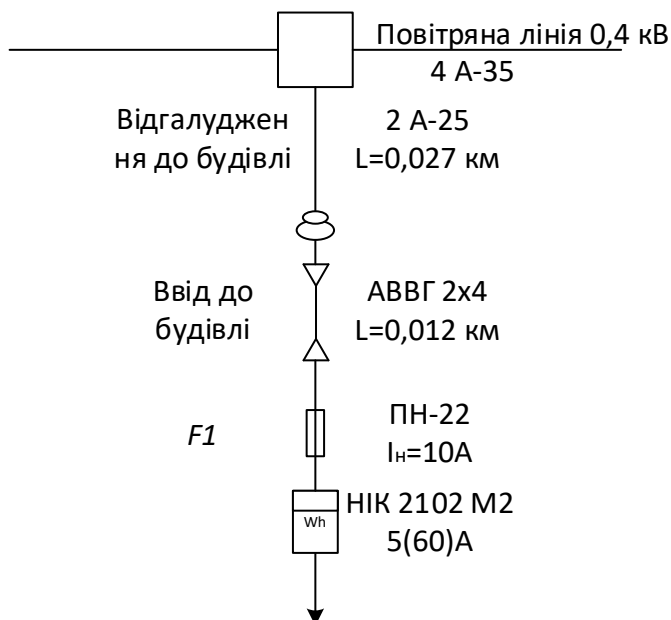 Повітряна лінія 0,4 кВ
4 А-35
Відгалуджен
ня до будівлі
2 А-25
L=0,027 км
Ввід до
будівлі
АВВГ 2х4
L=0,012 км
F1
ПН-22
Iн=10А
НІК 2102 М2
5(60)А
Wh